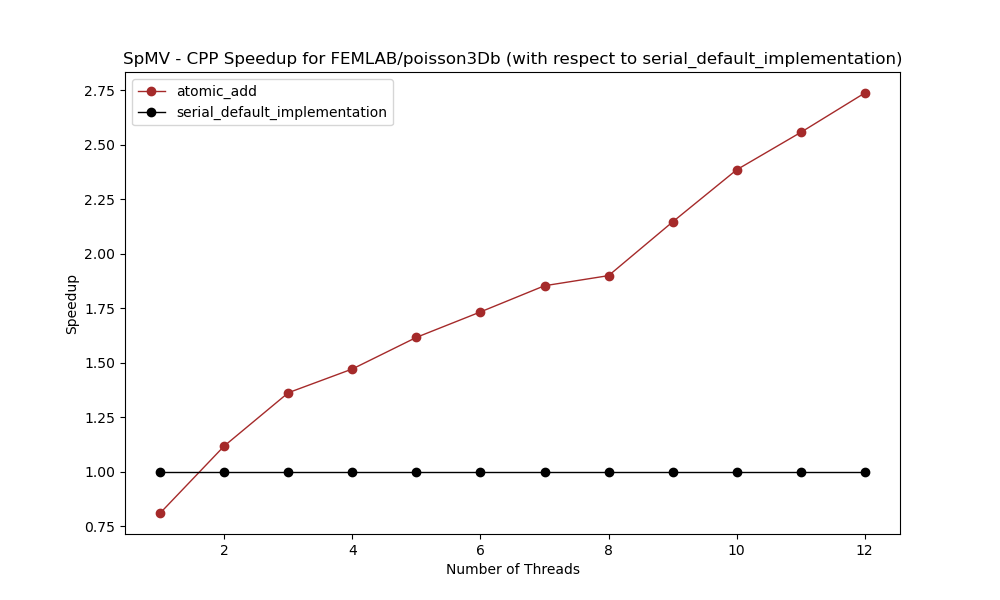 SpMV - CPP Speedup for FEMLAB/poisson3Db (with respect to serial_default_implementation)
atomic_add
serial_default_implementation
2.75
2.50
2.25
2.00
1.75
1.50
1.25
1.00
0.75
Speedup
2 4 6 8 10 12
Number of Threads